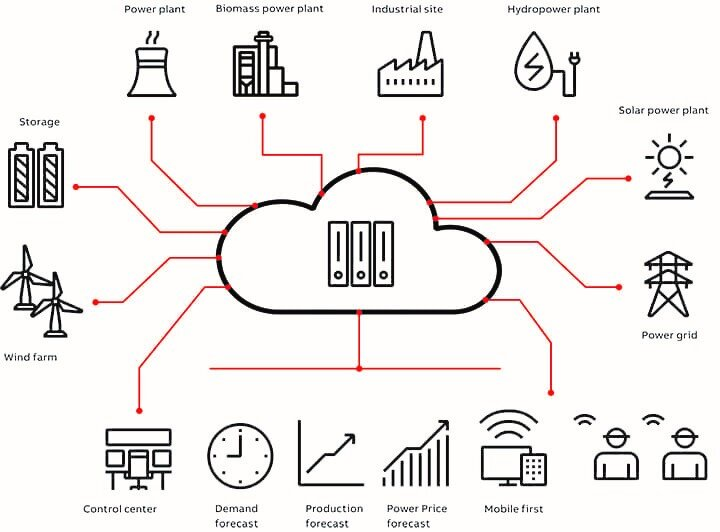 Power plant
Biomass power plant
Industrial site
Hydropower plant
Solar power plant
Storage
Power grid
Wind farm
Control center
Demand
forecast
Production
forecast
Power Price
forecast
Mobile first